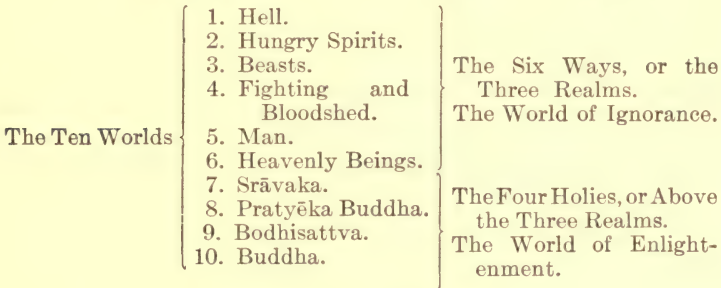 The Ten Worlds
1. Hell.
2. Hungry Spirits.
3. Beasts.
4. Fighting and
Bloodshed.
5. Man.
6. Heavenly Beings.
7. Srāvaka.
8. Pratyēka Buddha.
9. Bodhisattva.
10. Buddha.
The Six Ways, or the
Three Realms.
The World of Ignorance.
The Four Holies, or Above
the Three Realms.
The World of Enlight-
enment.